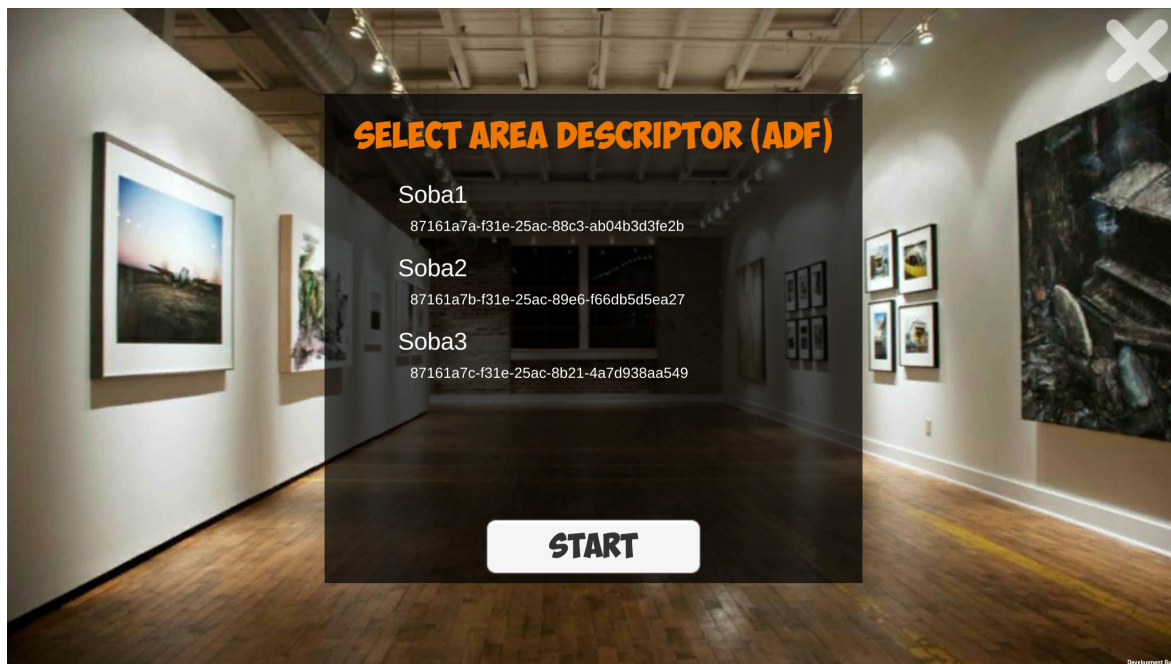 SELECT AREA DESCRIPTOR (ADF)
Soba1
87161a7a-f31e-25ac-88c3-ab04b3d3fe2b
Soba2
87161a7b-f31e-25ac-89e6-f66db5d5ea27
Soba3
87161a7c-f31e-25ac-8b21-4a7d938aa549
START
Development